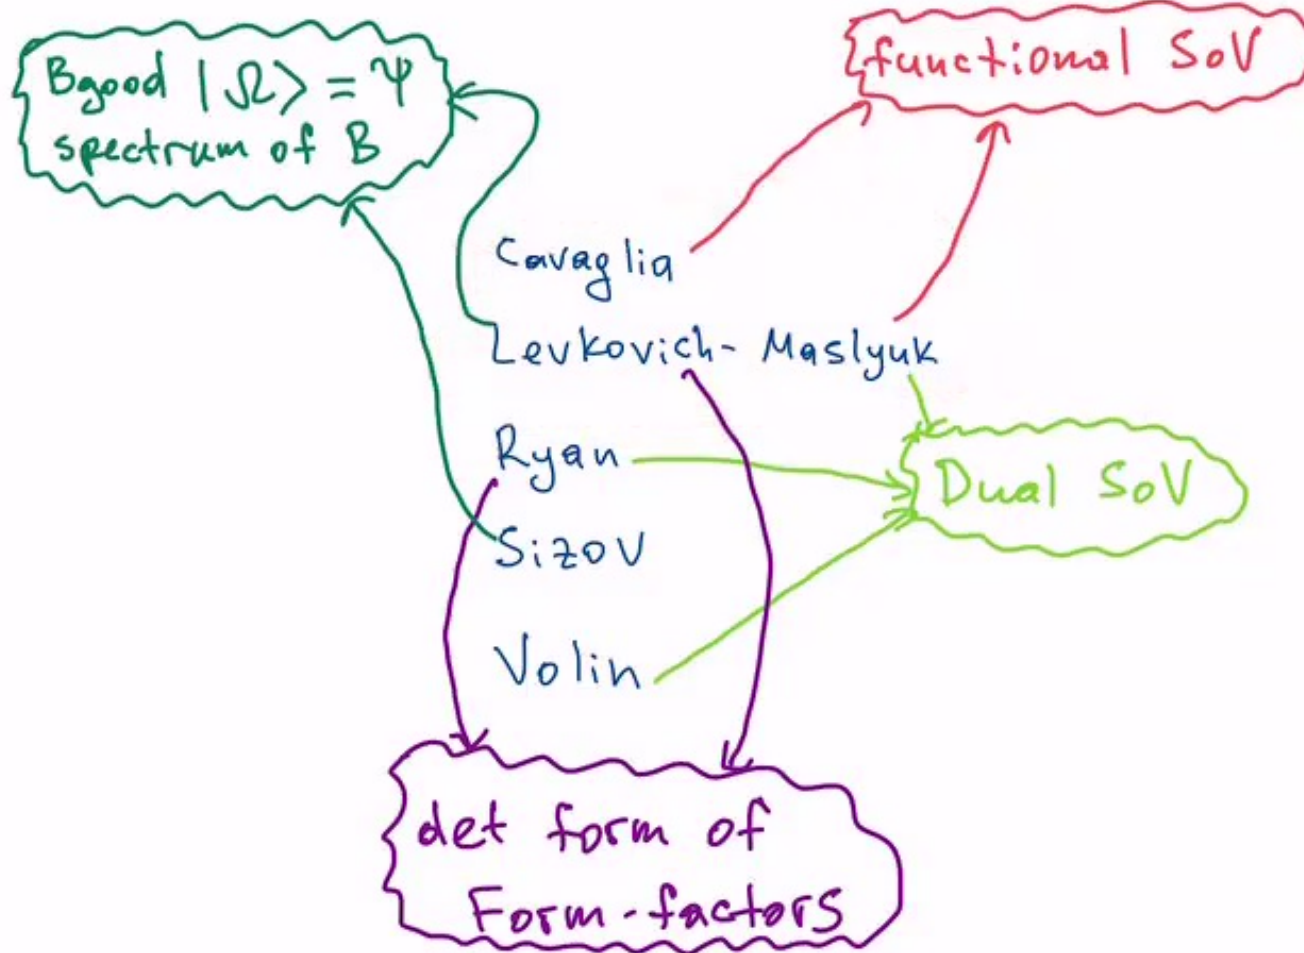 Bgood |Ω> = Ψ
spectrum of B
functional SoV
Cavaglia
Levkovich- Maslyuk
Ryan
Dual SoV
Sizov
Volin
det form of
Form-factors